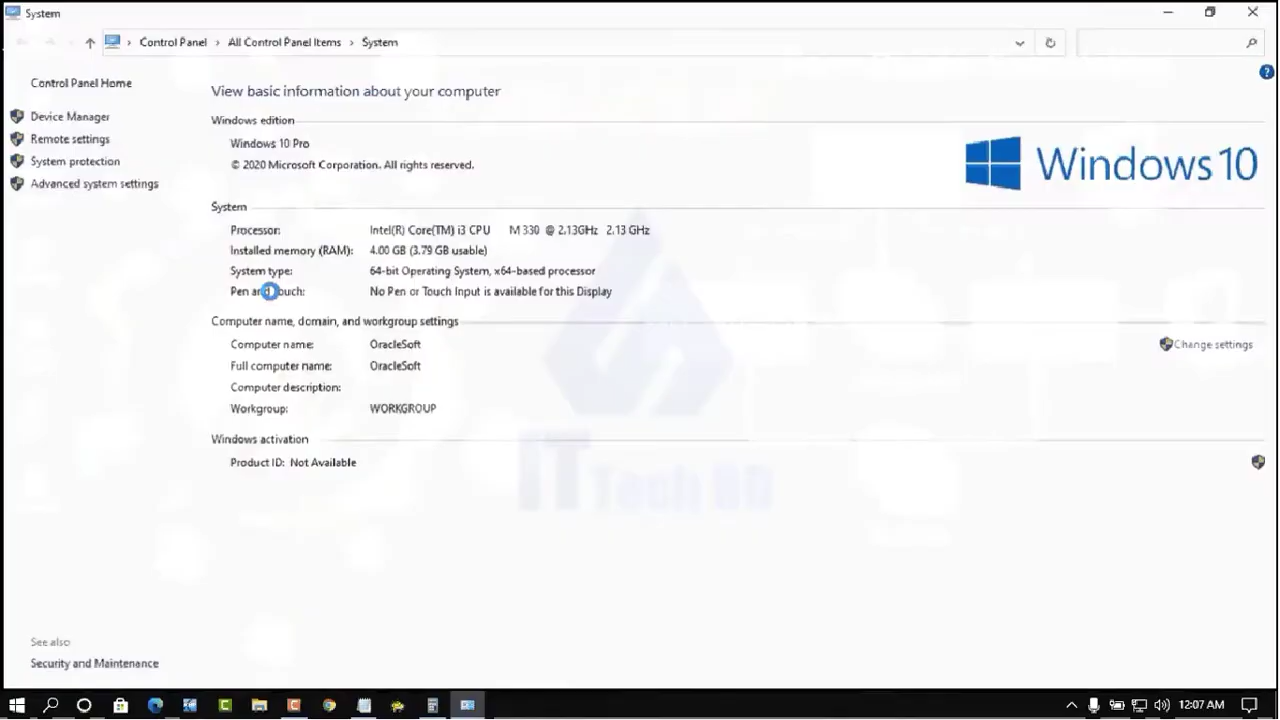 System
Control Panel > All Control Panel Items > System
Control Panel Home
Device Manager
Remote settings
System protection
Advanced system settings
View basic information about your computer
Windows edition
Windows 10 Pro
© 2020 Microsoft Corporation. All rights reserved.
Windows 10
System
Processor: Intel(R) Core(TM) i3 CPU M 330 @ 2.13GHz 2.13 GHz
Installed memory (RAM): 4.00 GB (3.79 GB usable)
System type: 64-bit Operating System, x64-based processor
Pen and Touch: No Pen or Touch Input is available for this Display
Computer name, domain, and workgroup settings
Computer name: OracleSoft
Change settings
Full computer name: OracleSoft
Computer description:
Workgroup: WORKGROUP
Windows activation
Product ID: Not Available
IT Tech BD
See also
Security and Maintenance
12:07 AM